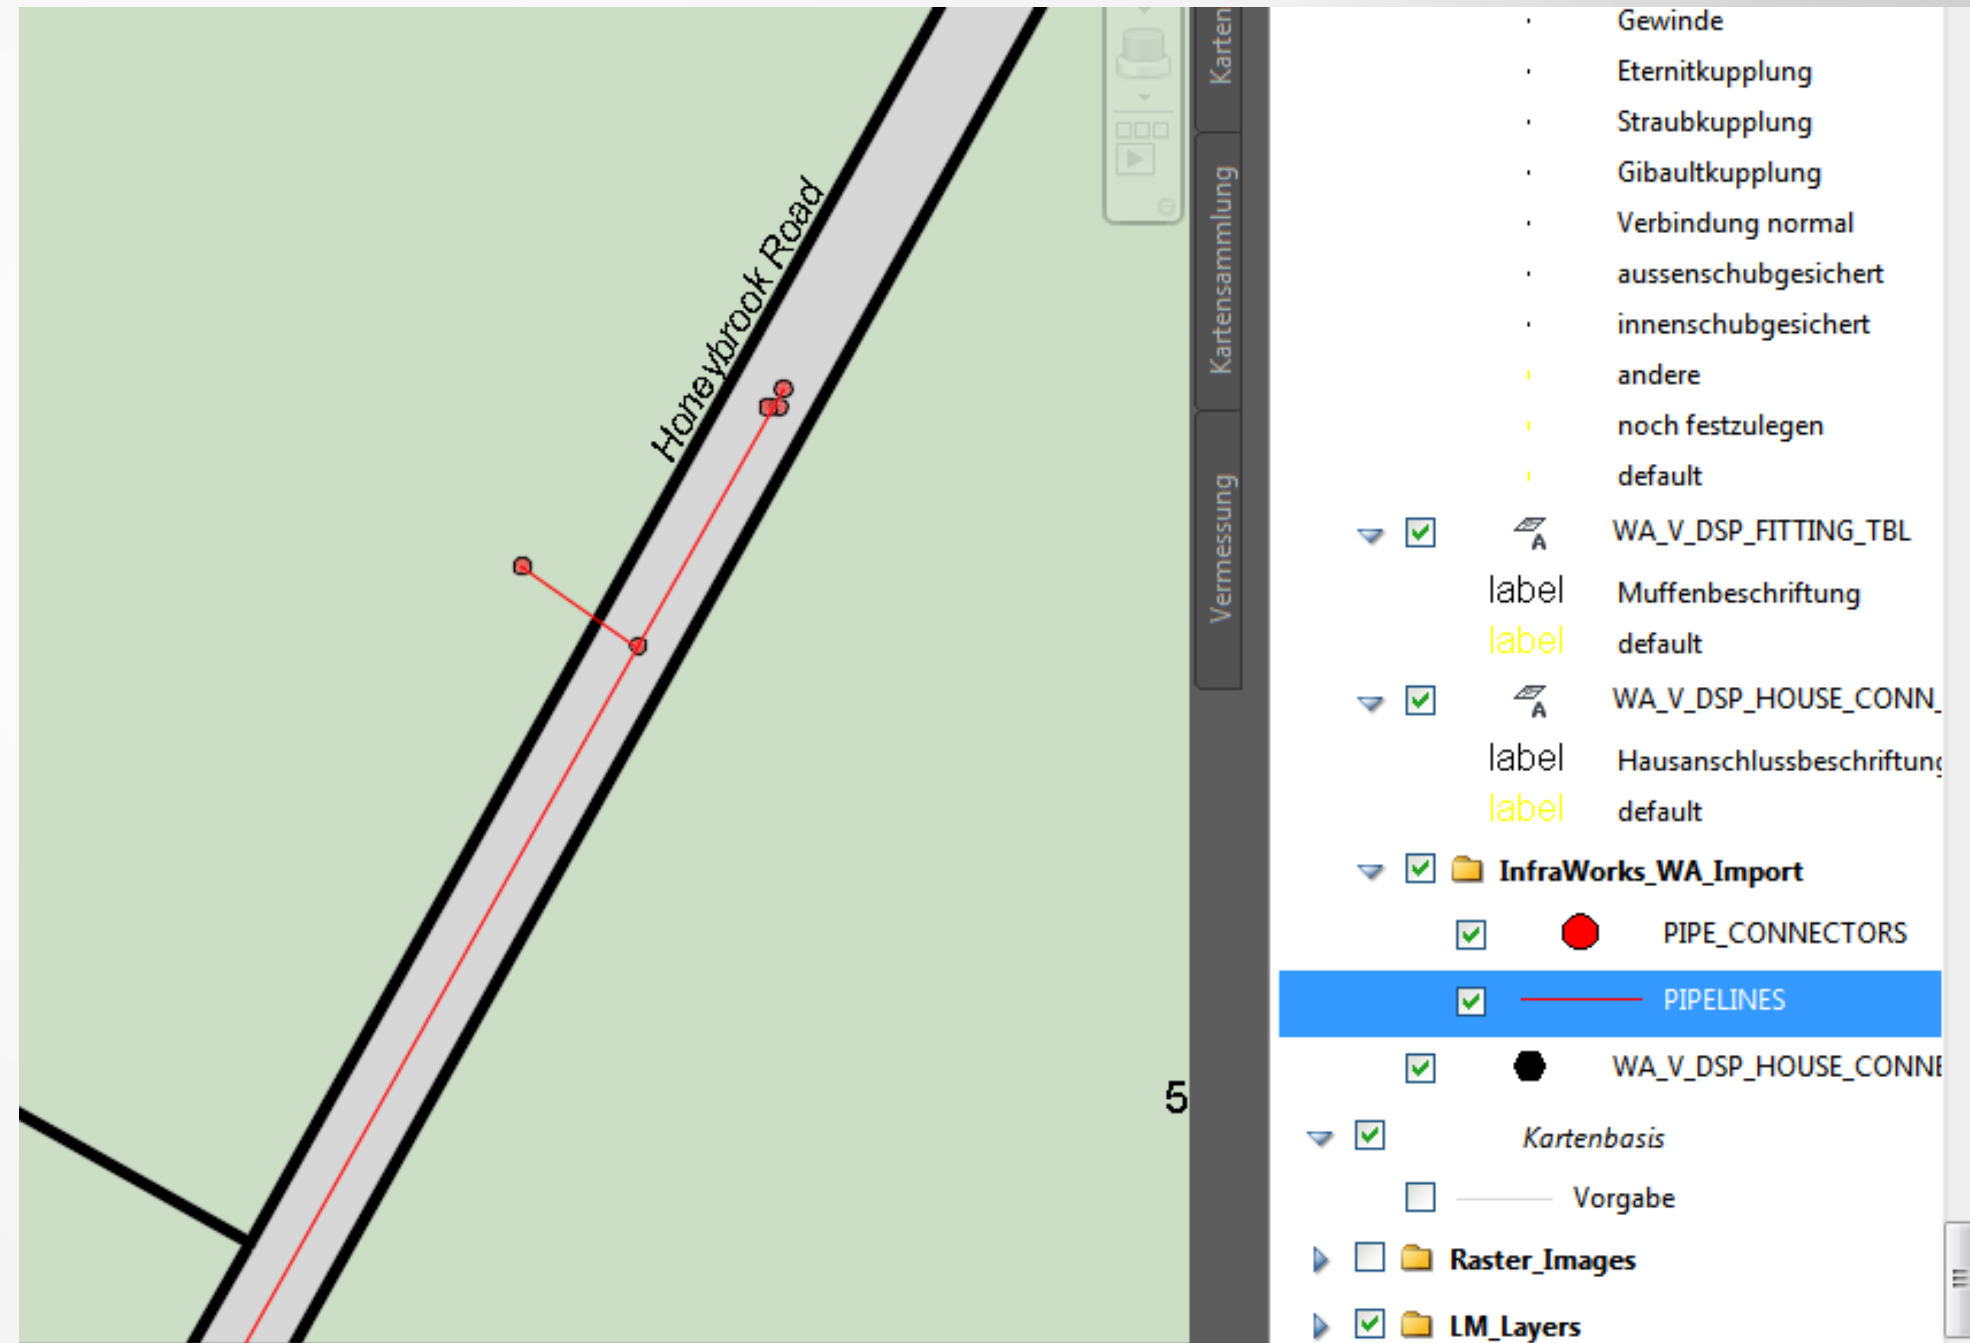 Honeybrook Road
5
Karten
Kartensammlung
Vermessung
Gewinde
Eternitkupplung
Straubkupplung
Gibaultkupplung
Verbindung normal
aussenschubgesichert
innenschubgesichert
andere
noch festzulegen
default
WA_V_DSP_FITTING_TBL
label Muffenbeschriftung
label default
WA_V_DSP_HOUSE_CONN_
label Hausanschlussbeschriftung
label default
InfraWorks_WA_Import
PIPE_CONNECTORS
PIPELINES
WA_V_DSP_HOUSE_CONNE
Kartenbasis
Vorgabe
Raster_Images
LM_Layers